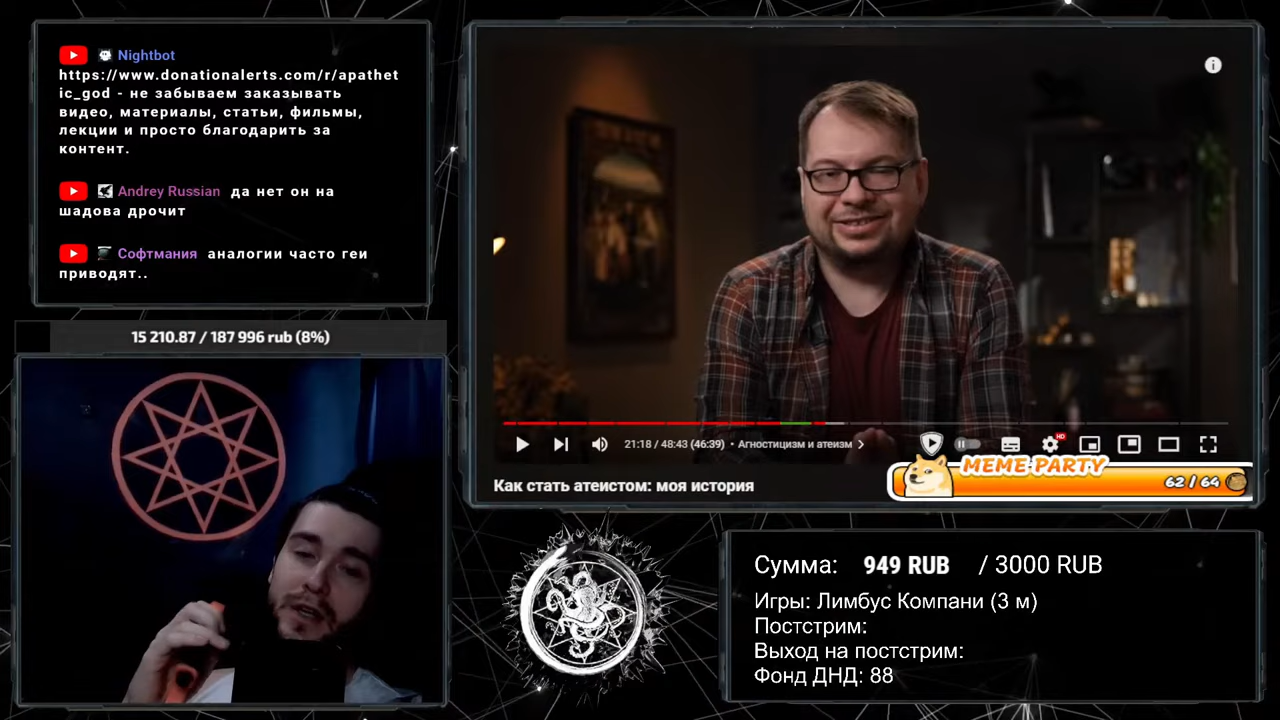 Nightbot
https://www.donationalerts.com/r/apathet
ic_god - не забываем заказывать
видео, материалы, статьи, фильмы,
лекции и просто благодарить за
контент.
Andrey Russian да нет он на
шадова дрочит
Софтмания аналогии часто геи
приводят..
15 210.87 / 187 996 rub (8%)
21:18 / 48:43 (46:39) • Агностицизм и атеизм
HD
MEME PARTY
62 / 64
Как стать атеистом: моя история
Сумма: 949 RUB / 3000 RUB
Игры: Лимбус Компани (3 м)
Постстрим:
Выход на постстрим:
Фонд ДНД: 88